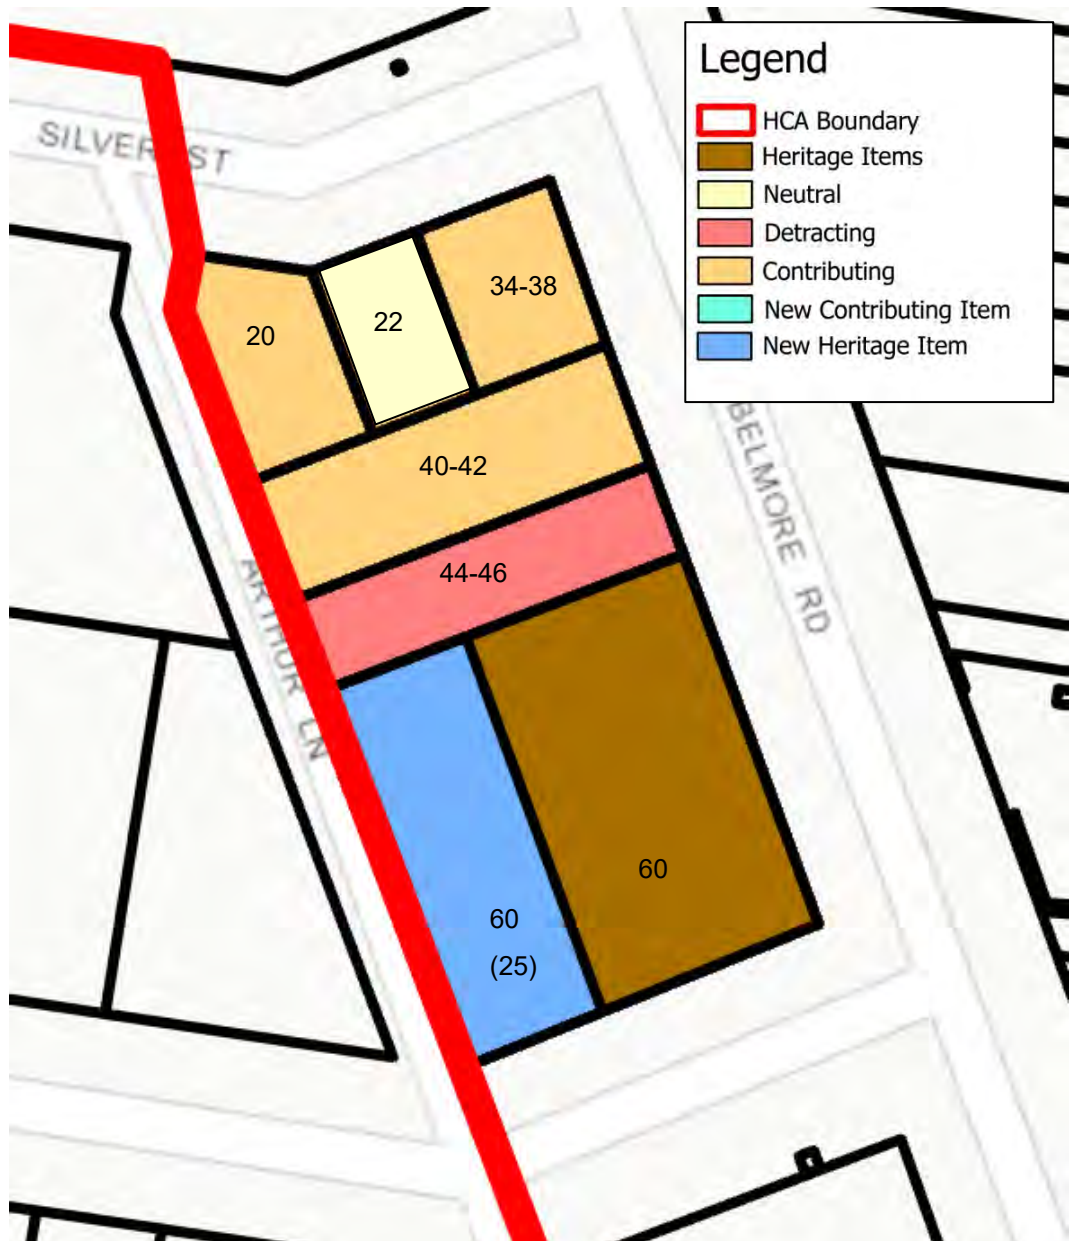 Legend
HCA Boundary
Heritage Items
Neutral
Detracting
Contributing
New Contributing Item
New Heritage Item
SILVER ST
20
22
34-38
40-42
44-46
60
60
(25)
ARTHUR LN
BELMORE RD